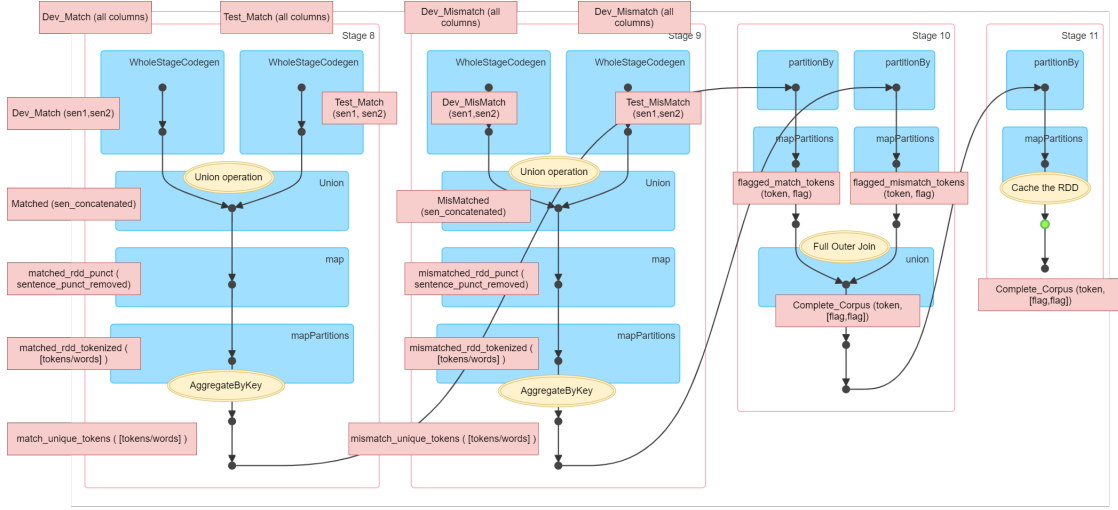 Dev_Match (all columns)
Test_Match (all columns)
Dev_Mismatch (all
columns)
Dev_Mismatch (all
columns)
Stage 8
Stage 9
Stage 10
Stage 11
WholeStageCodegen
WholeStageCodegen
WholeStageCodegen
WholeStageCodegen
partitionBy
partitionBy
partitionBy
Dev_Match (sen1,sen2)
Test_Match
(sen1, sen2)
Dev_MisMatch
(sen1,sen2)
Test_MisMatch
(sen1,sen2)
mapPartitions
mapPartitions
mapPartitions
Union operation
Union
Union operation
Union
flagged_match_tokens
(token, flag)
flagged_mismatch_tokens
(token, flag)
Cache the RDD
Matched (sen_concatenated)
MisMatched
(sen_concatenated)
Full Outer Join
union
map
map
matched_rdd_punct (
sentence_punct_removed)
mismatched_rdd_punct (
sentence_punct_removed)
Complete_Corpus (token,
[flag,flag])
Complete_Corpus (token,
[flag,flag])
mapPartitions
mapPartitions
matched_rdd_tokenized (
[tokens/words] )
mismatched_rdd_tokenized (
[tokens/words] )
AggregateByKey
AggregateByKey
match_unique_tokens ( [tokens/words] )
mismatch_unique_tokens ( [tokens/words] )